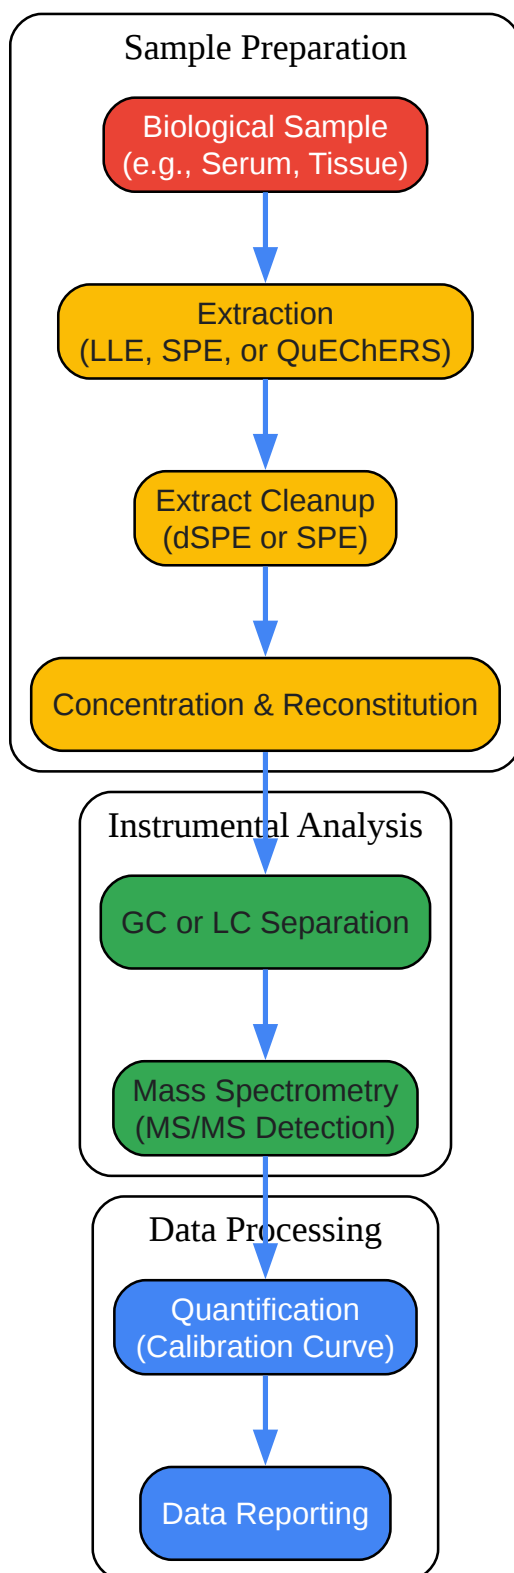 Sample Preparation
Biological Sample
(e.g., Serum, Tissue)
Extraction
(LLE, SPE, or QuEChERS)
Extract Cleanup
(dSPE or SPE)
Concentration & Reconstitution
Instrumental Analysis
GC or LC Separation
Mass Spectrometry
(MS/MS Detection)
Data Processing
Quantification
(Calibration Curve)
Data Reporting